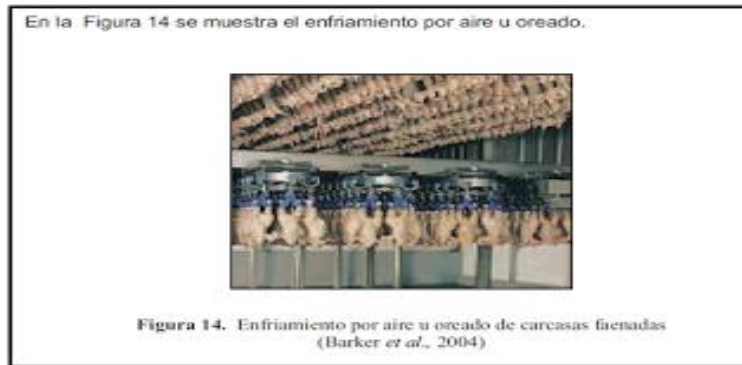 En la Figura 14 se muestra el enfriamiento por aire u oreado.
Figura 14. Enfriamiento por aire u oreado de carcasas faenadas
(Barker et al., 2004)